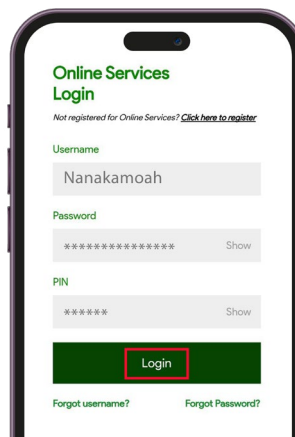 Online Services
Login
Not registered for Online Services? Click here to register
Username
Nanakamoah
Password
*************** Show
PIN
****** Show
Login
Forgot username? Forgot Password?